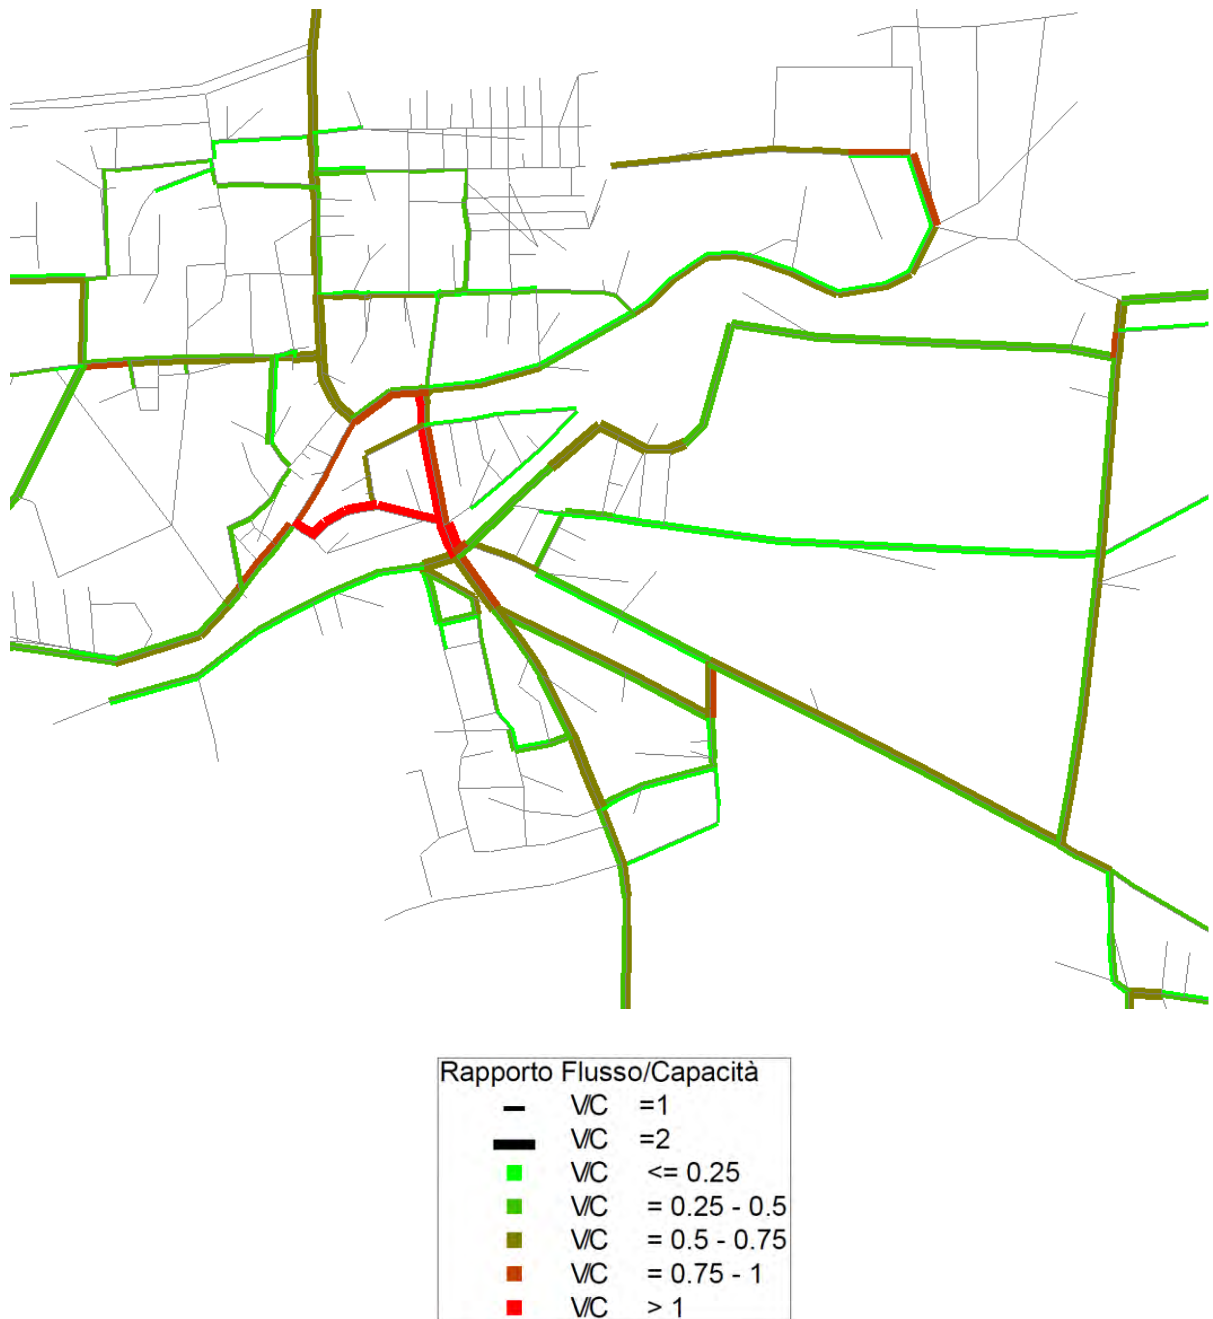 Rapporto Flusso/Capacità
V/C =1
V/C =2
V/C <= 0.25
V/C = 0.25 - 0.5
V/C = 0.5 - 0.75
V/C = 0.75 - 1
V/C > 1